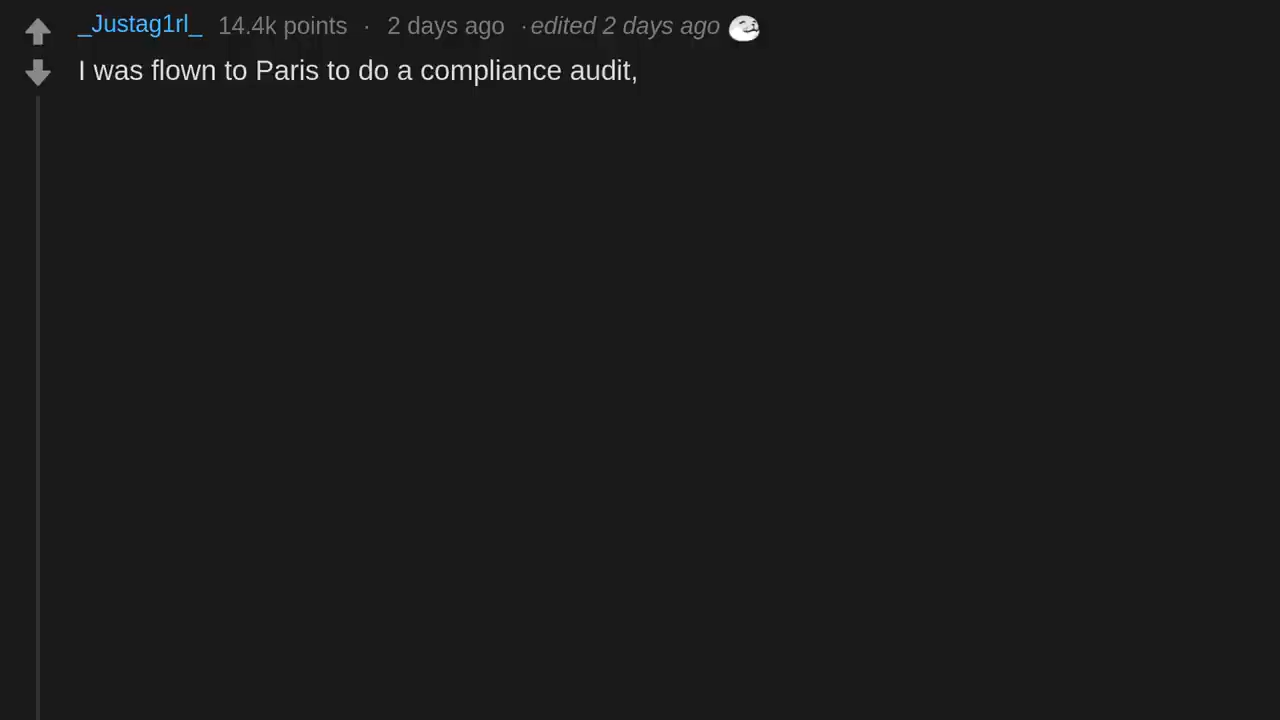 _Justag1rl_ 14.4k points · 2 days ago · edited 2 days ago
I was flown to Paris to do a compliance audit,